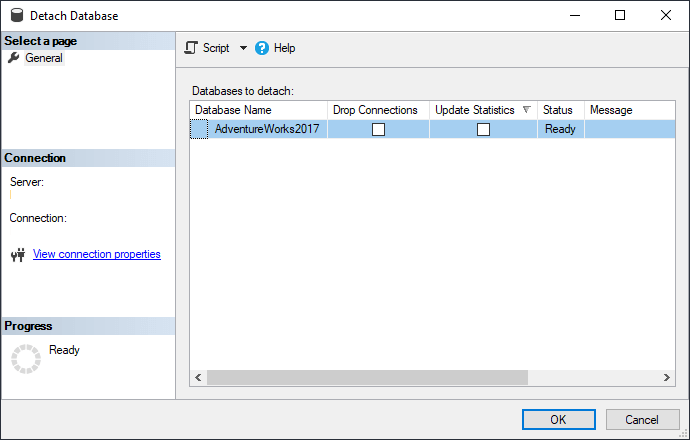 Detach Database
Select a page
General
Script
Help
Databases to detach:
Database Name Drop Connections Update Statistics Status Message
AdventureWorks2017 Ready
Connection
Server:
Connection:
View connection properties
Progress
Ready
OK Cancel